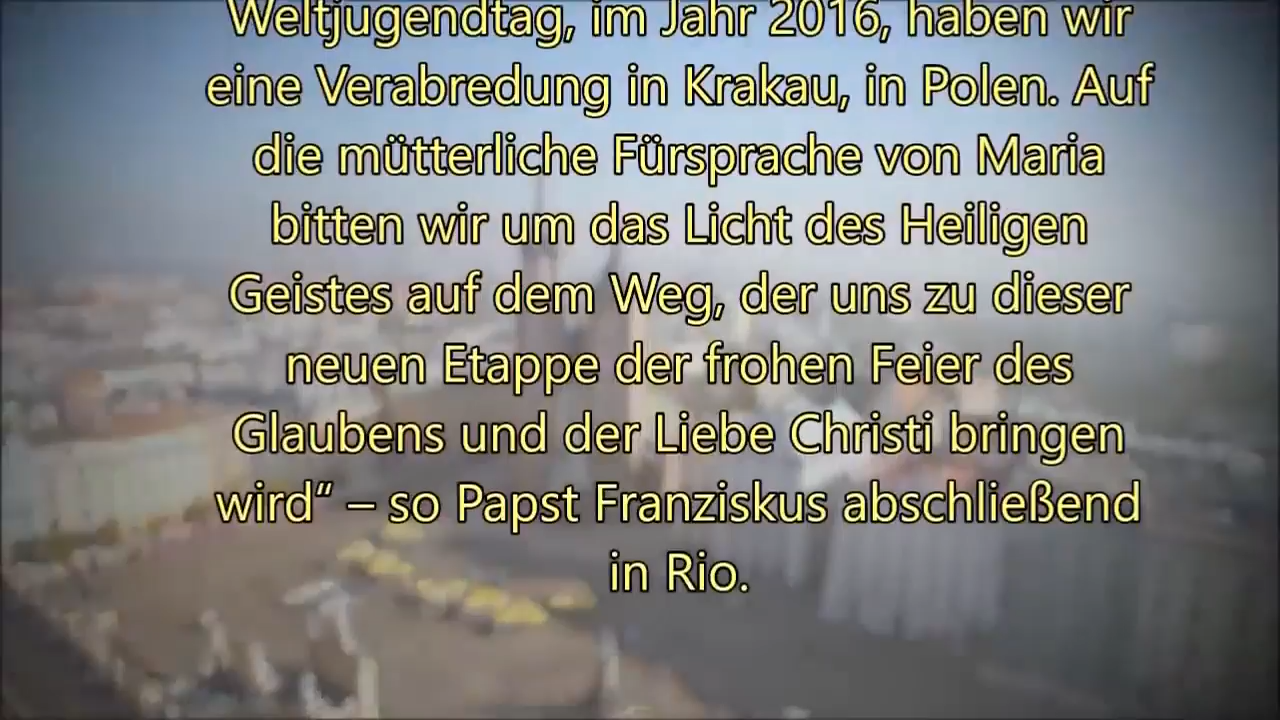 Weltjugendtag, im Jahr 2016, haben wir
eine Verabredung in Krakau, in Polen. Auf
die mütterliche Fürsprache von Maria
bitten wir um das Licht des Heiligen
Geistes auf dem Weg, der uns zu dieser
neuen Etappe der frohen Feier des
Glaubens und der Liebe Christi bringen
wird“ – so Papst Franziskus abschließend
in Rio.